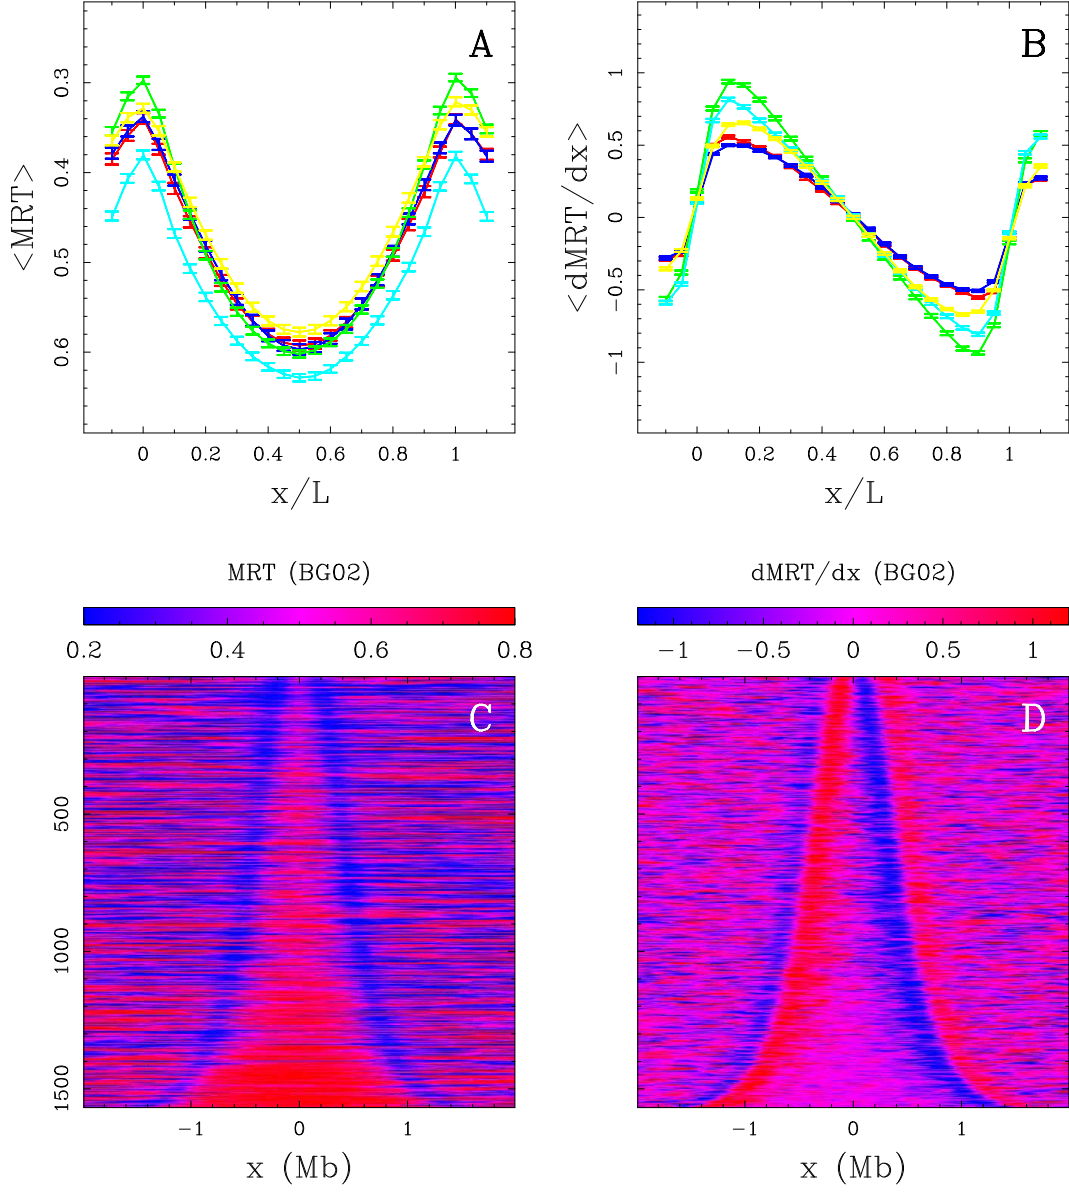 A
<MRT>
0.3
0.4
0.5
0.6
0 0.2 0.4 0.6 0.8 1
x/L
B
<dMRT/dx>
1
0.5
0
−0.5
−1
0 0.2 0.4 0.6 0.8 1
x/L
MRT (BG02)
0.2 0.4 0.6 0.8
C
500
1000
1500
−1 0 1
x (Mb)
dMRT/dx (BG02)
−1 −0.5 0 0.5 1
D
−1 0 1
x (Mb)